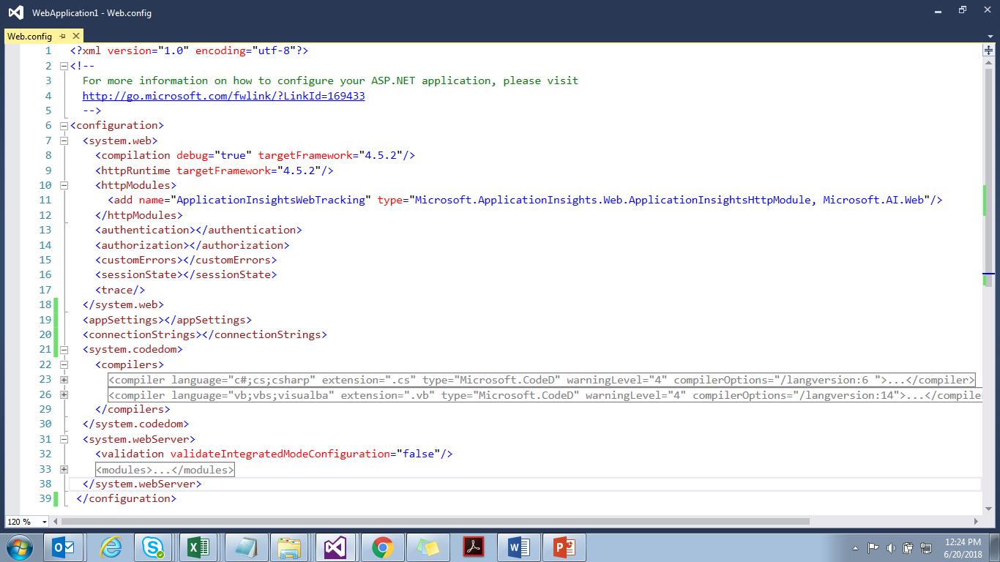 WebApplication1 - Web.config
Web.config
1 <?xml version="1.0" encoding="utf-8"?>
2 <!--
3 For more information on how to configure your ASP.NET application, please visit
4 http://go.microsoft.com/fwlink/?LinkId=169433
5 -->
6 <configuration>
7 <system.web>
8 <compilation debug="true" targetFramework="4.5.2"/>
9 <httpRuntime targetFramework="4.5.2"/>
10 <httpModules>
11 <add name="ApplicationInsightsWebTracking" type="Microsoft.ApplicationInsights.Web.ApplicationInsightsHttpModule, Microsoft.AI.Web"/>
12 </httpModules>
13 <authentication></authentication>
14 <authorization></authorization>
15 <customErrors></customErrors>
16 <sessionState></sessionState>
17 <trace/>
18 </system.web>
19 <appSettings></appSettings>
20 <connectionStrings></connectionStrings>
21 <system.codedom>
22 <compilers>
23 <compiler language="c#;cs;csharp" extension=".cs" type="Microsoft.CodeD" warningLevel="4" compilerOptions="/langversion:6 ">...</compiler>
26 <compiler language="vb;vbs;visualba" extension=".vb" type="Microsoft.CodeD" warningLevel="4" compilerOptions="/langversion:14">...</compiler
29 </compilers>
30 </system.codedom>
31 <system.webServer>
32 <validation validateIntegratedModeConfiguration="false"/>
33 <modules>...</modules>
38 </system.webServer>
39 </configuration>
120 %
12:24 PM
6/20/2018